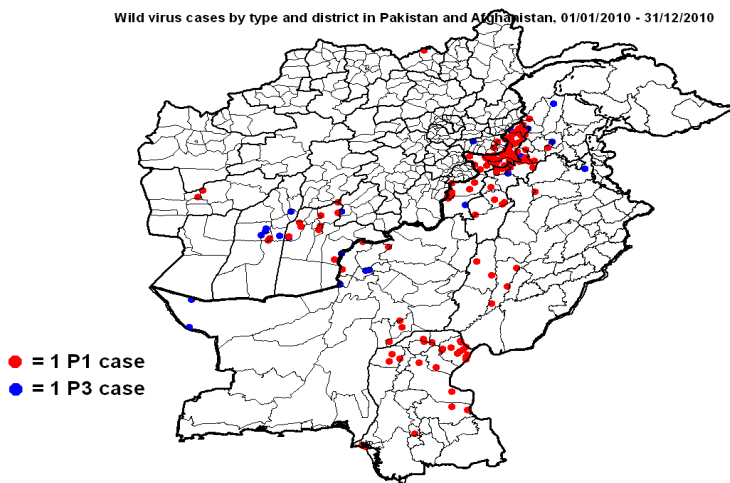 Wild virus cases by type and district in Pakistan and Afghanistan, 01/01/2010 - 31/12/2010
= 1 P1 case
= 1 P3 case